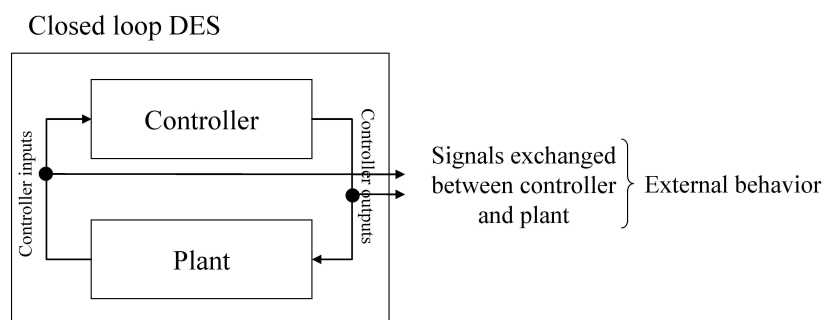 Closed loop DES
Controller
Controller inputs
Controller outputs
Signals exchanged
between controller
and plant
External behavior
Plant